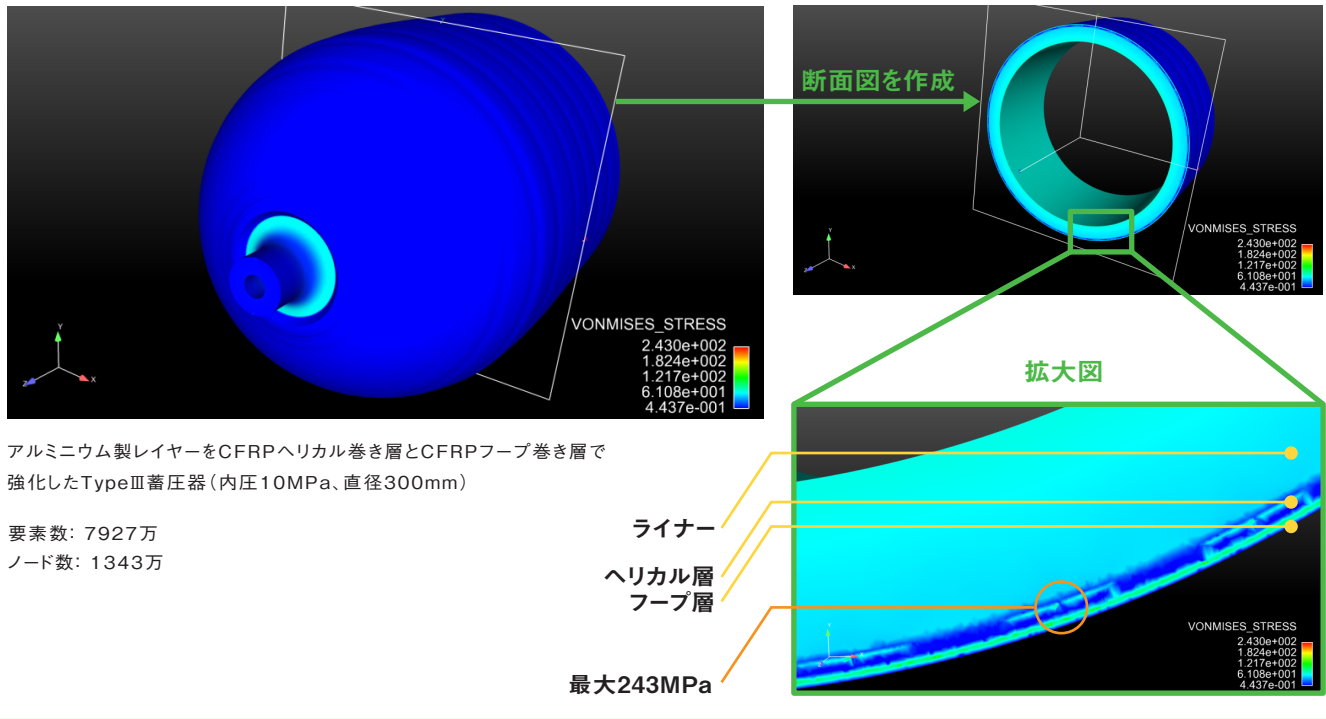 断面図を作成
VONMISES_STRESS
2.430e+002
1.824e+002
1.217e+002
6.108e+001
4.437e-001
Y
X
Z
VONMISES_STRESS
2.430e+002
1.824e+002
1.217e+002
6.108e+001
4.437e-001
拡大図
アルミニウム製レイヤーをCFRPヘリカル巻き層とCFRPフープ巻き層で
強化したTypeⅢ蓄圧器(内圧10MPa、直径300mm)
要素数: 7927万
ノード数: 1343万
ライナー
ヘリカル層
フープ層
最大243MPa
VONMISES_STRESS
2.430e+002
1.824e+002
1.217e+002
6.108e+001
4.437e-001